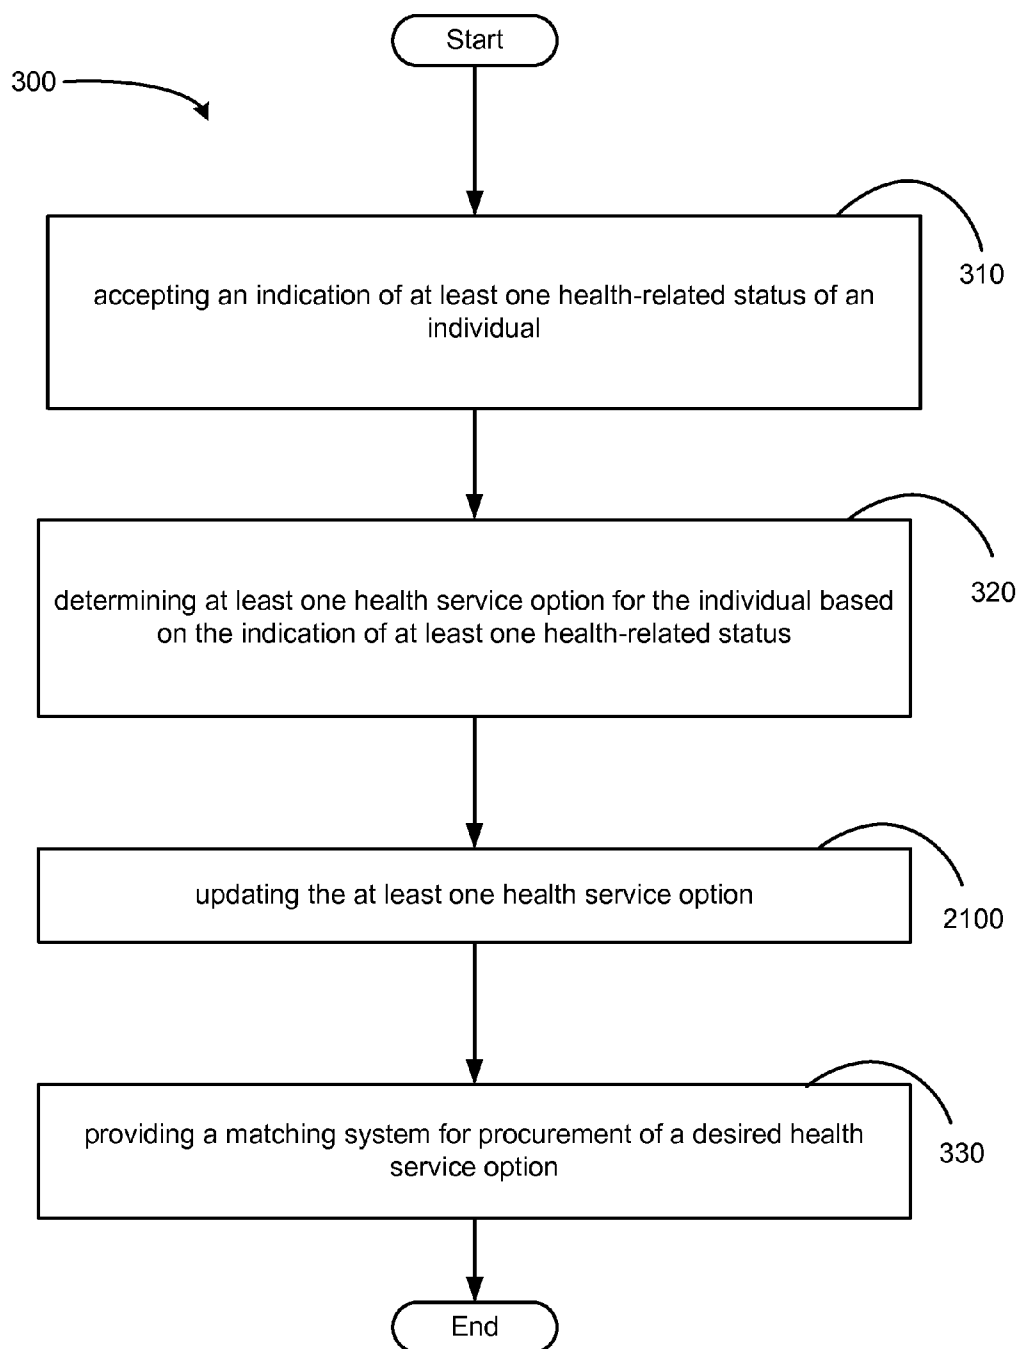 Start
300
accepting an indication of at least one health-related status of an
individual
310
determining at least one health service option for the individual based
on the indication of at least one health-related status
320
updating the at least one health service option
2100
providing a matching system for procurement of a desired health
service option
330
End